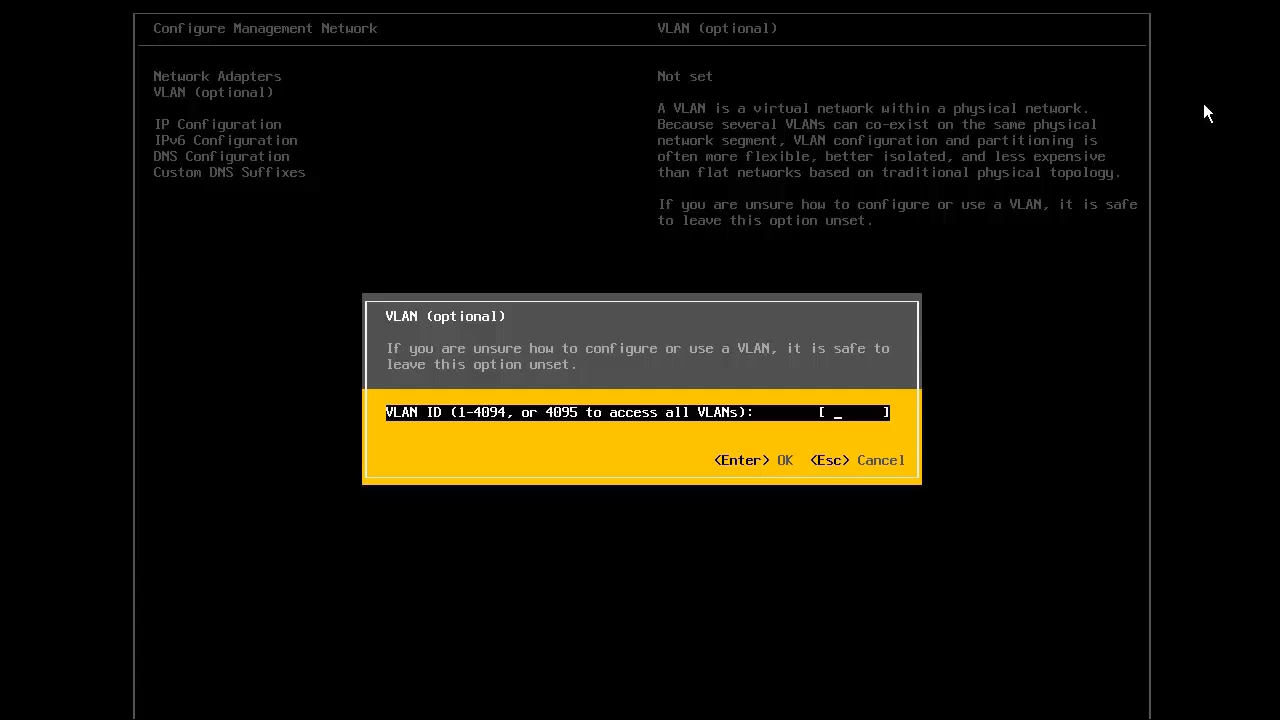 Configure Management Network
VLAN (optional)
Network Adapters
VLAN (optional)
IP Configuration
IPv6 Configuration
DNS Configuration
Custom DNS Suffixes
Not set
A VLAN is a virtual network within a physical network.
Because several VLANs can co-exist on the same physical
network segment, VLAN configuration and partitioning is
often more flexible, better isolated, and less expensive
than flat networks based on traditional physical topology.
If you are unsure how to configure or use a VLAN, it is safe
to leave this option unset.
VLAN (optional)
If you are unsure how to configure or use a VLAN, it is safe to
leave this option unset.
VLAN ID (1-4094, or 4095 to access all VLANs): [ _ ]
<Enter> OK <Esc> Cancel